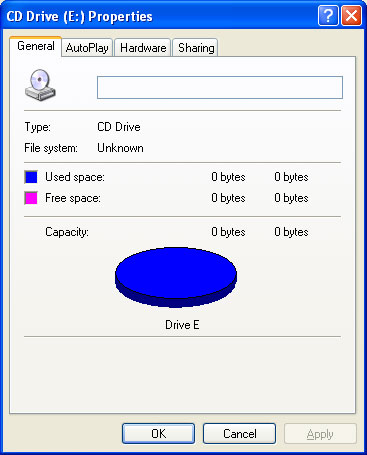 CD Drive (E:) Properties
General AutoPlay Hardware Sharing
Type: CD Drive
File system: Unknown
Used space: 0 bytes 0 bytes
Free space: 0 bytes 0 bytes
Capacity: 0 bytes 0 bytes
Drive E
OK Cancel Apply